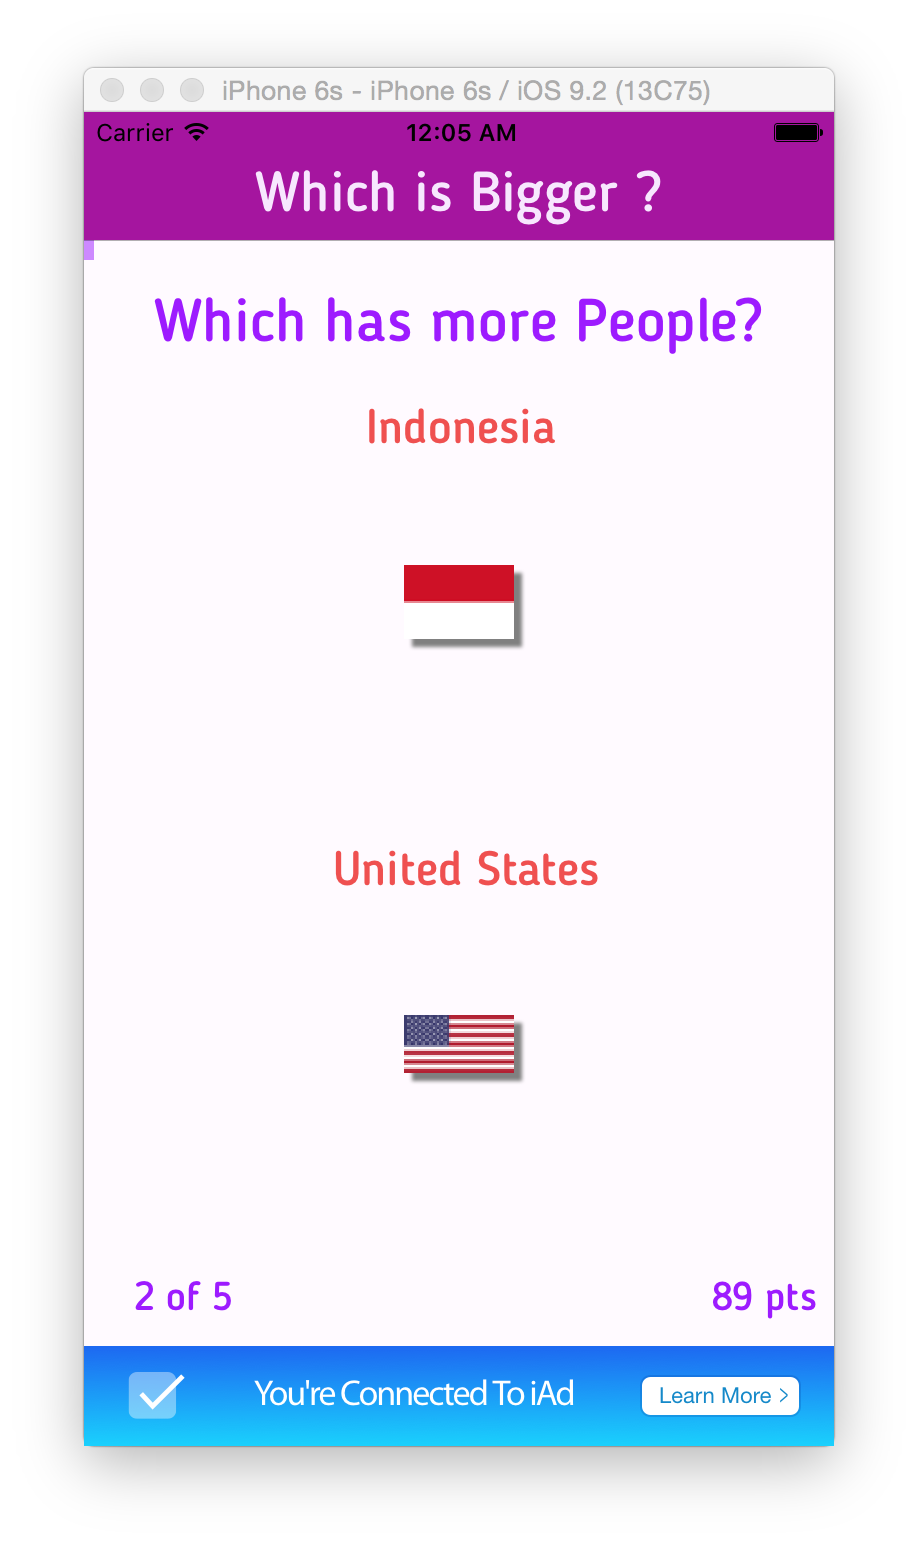 iPhone 6s - iPhone 6s / iOS 9.2 (13C75)
Carrier 12:05 AM
Which is Bigger ?
Which has more People?
Indonesia
United States
2 of 5 89 pts
You're Connected To iAd Learn More >